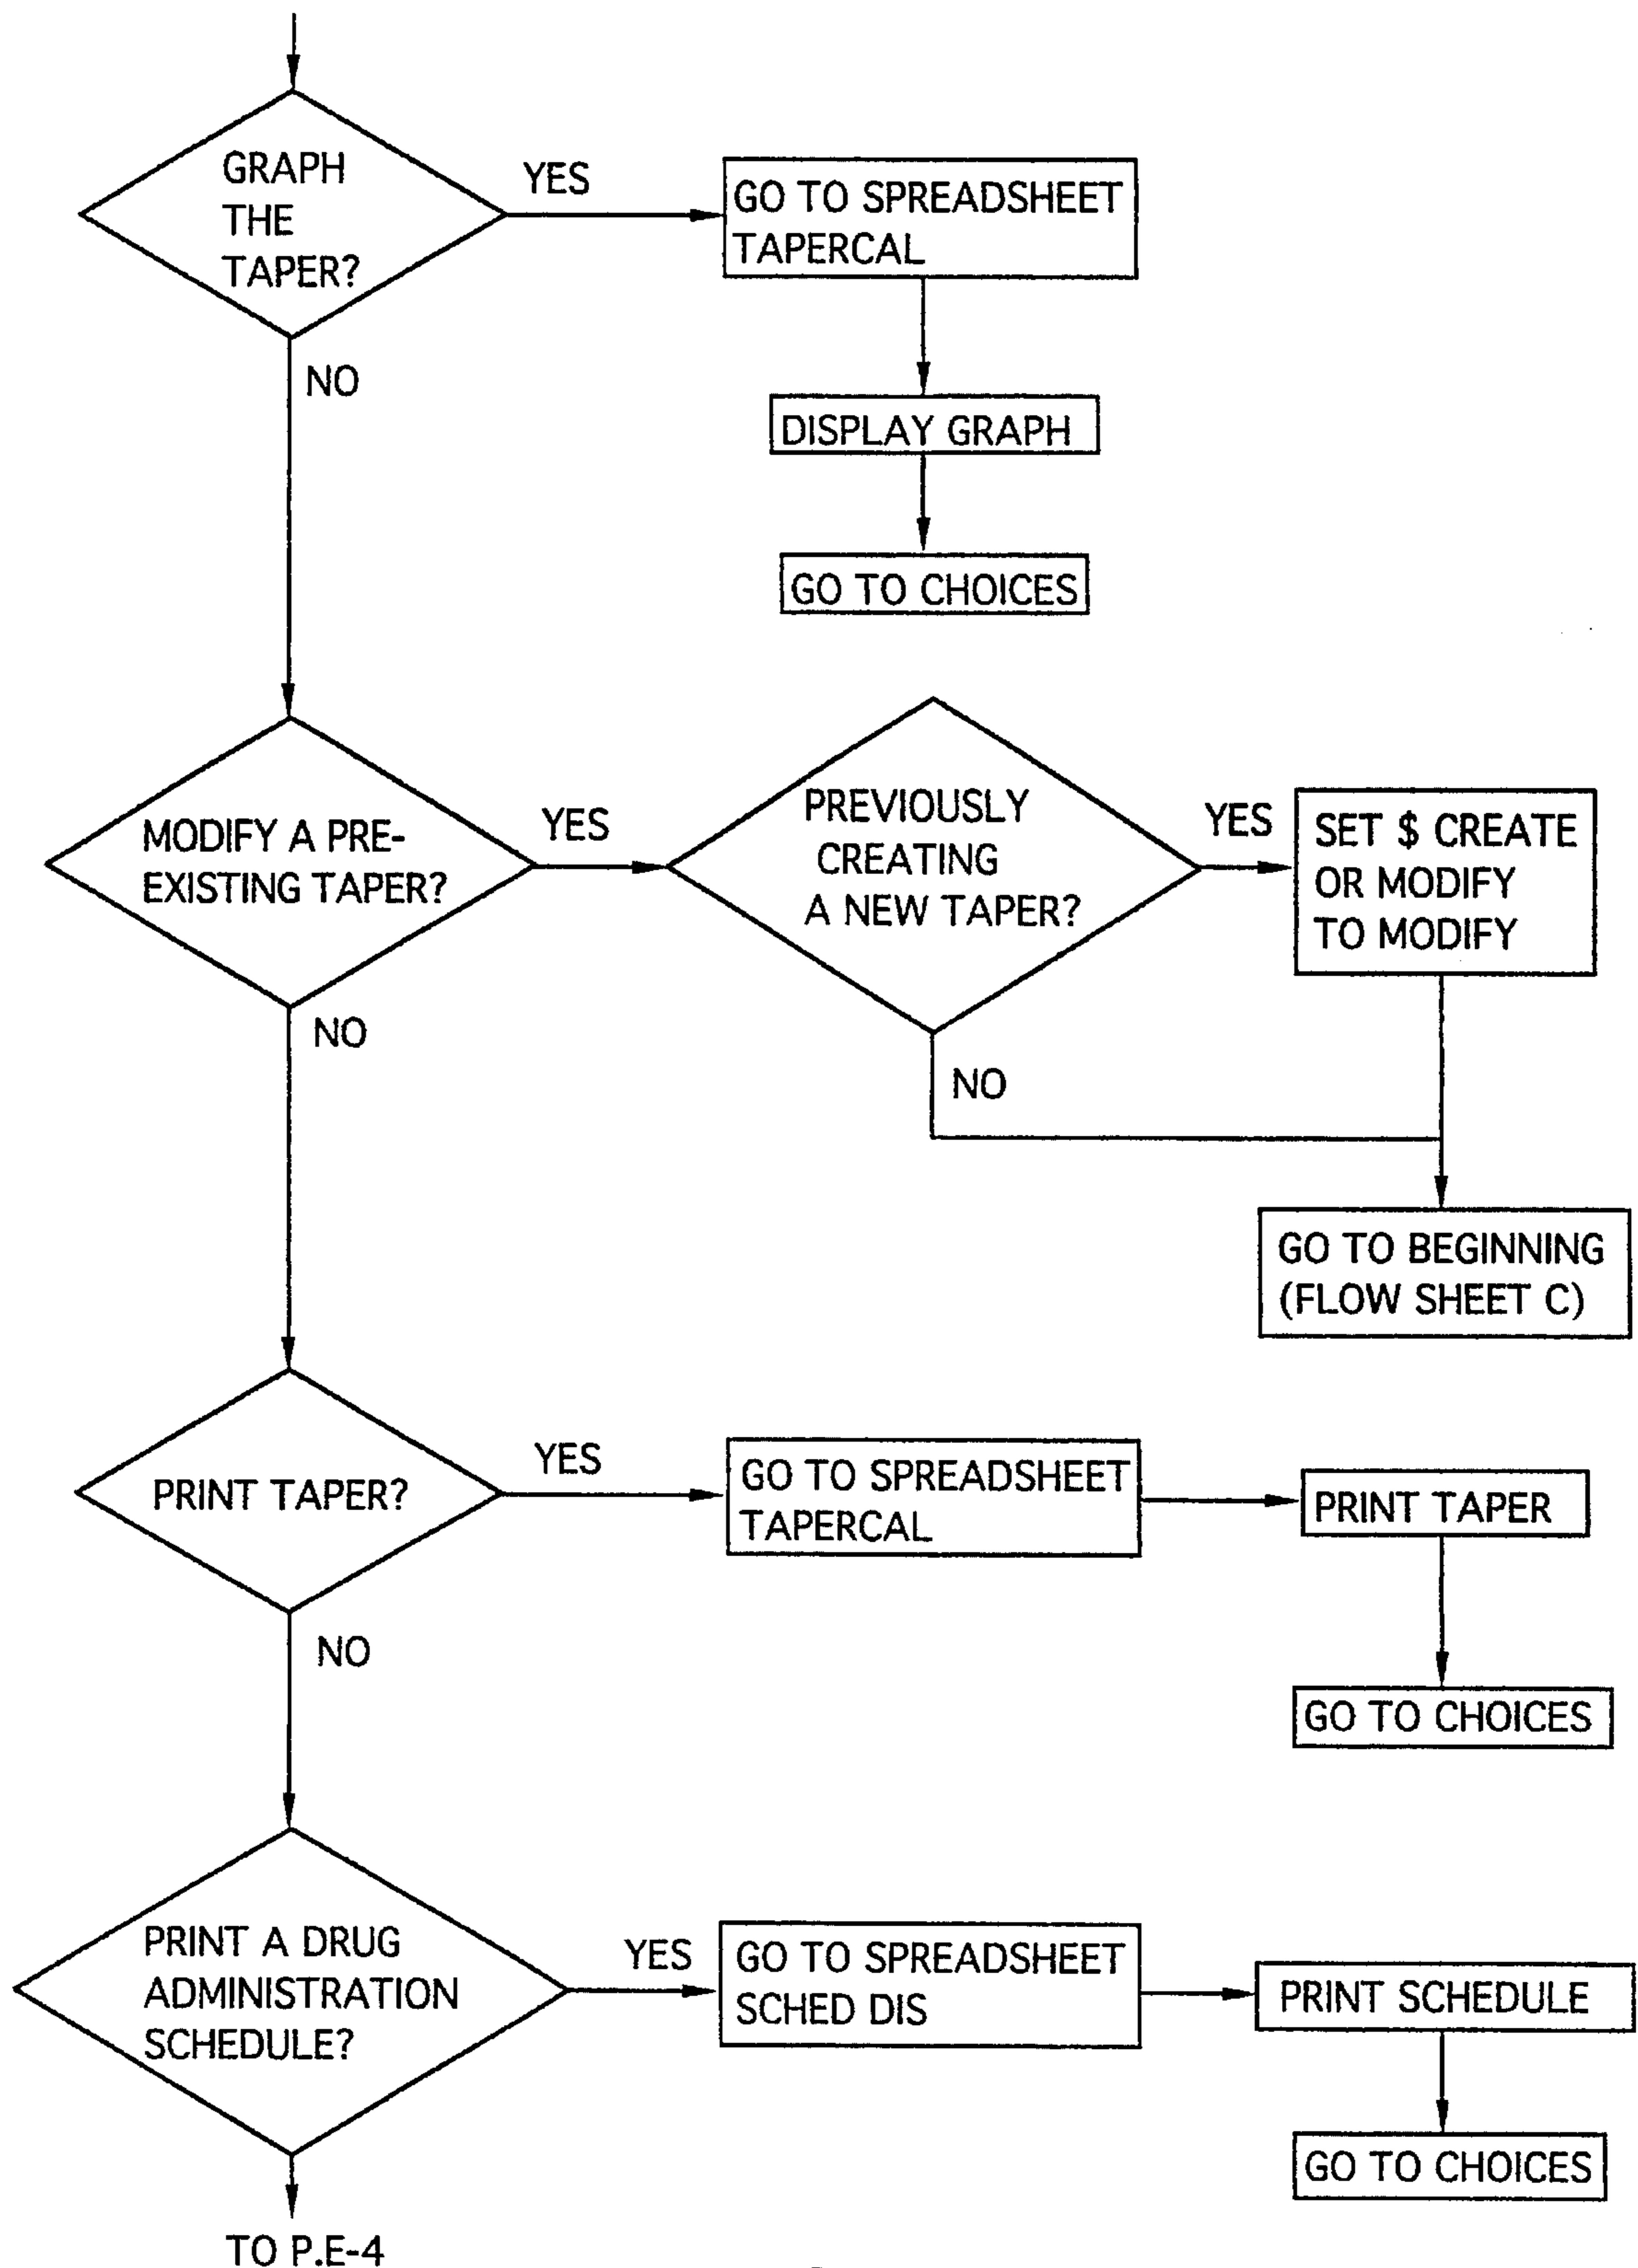 GRAPH
THE
TAPER?
YES
GO TO SPREADSHEET
TAPERCAL
NO
DISPLAY GRAPH
GO TO CHOICES
MODIFY A PRE-
EXISTING TAPER?
YES
PREVIOUSLY
CREATING
A NEW TAPER?
YES
SET $ CREATE
OR MODIFY
TO MODIFY
NO
NO
GO TO BEGINNING
(FLOW SHEET C)
PRINT TAPER?
YES
GO TO SPREADSHEET
TAPERCAL
PRINT TAPER
NO
GO TO CHOICES
PRINT A DRUG
ADMINISTRATION
SCHEDULE?
YES
GO TO SPREADSHEET
SCHED DIS
PRINT SCHEDULE
GO TO CHOICES
TO P.E-4